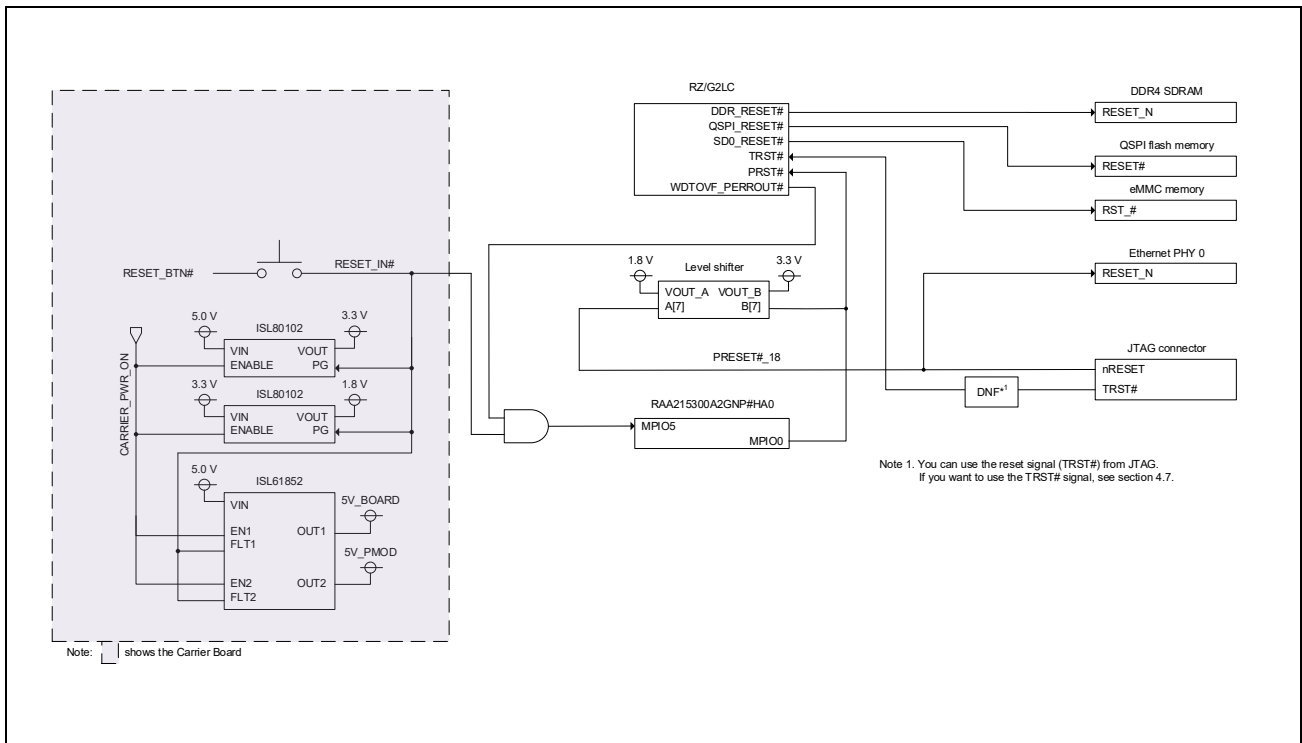 RZ/G2LC
DDR_RESET#
QSPI_RESET#
SD0_RESET#
TRST#
PRST#
WDTOVF_PERROUT#
DDR4 SDRAM
RESET_N
QSPI flash memory
RESET#
eMMC memory
RST_#
Ethernet PHY 0
RESET_N
RESET_BTN#
RESET_IN#
1.8 V
Level shifter
3.3 V
VOUT_A VOUT_B
A[7] B[7]
PRESET#_18
JTAG connector
nRESET
TRST#
DNF*1
CARRIER_PWR_ON
5.0 V
ISL80102
3.3 V
VIN VOUT
ENABLE PG
3.3 V
ISL80102
1.8 V
VIN VOUT
ENABLE PG
RAA215300A2GNP#HA0
MPIO5
MPIO0
5.0 V
ISL61852
VIN
5V_BOARD
EN1 OUT1
FLT1
5V_PMOD
EN2 OUT2
FLT2
Note 1. You can use the reset signal (TRST#) from JTAG.
If you want to use the TRST# signal, see section 4.7.
Note: shows the Carrier Board